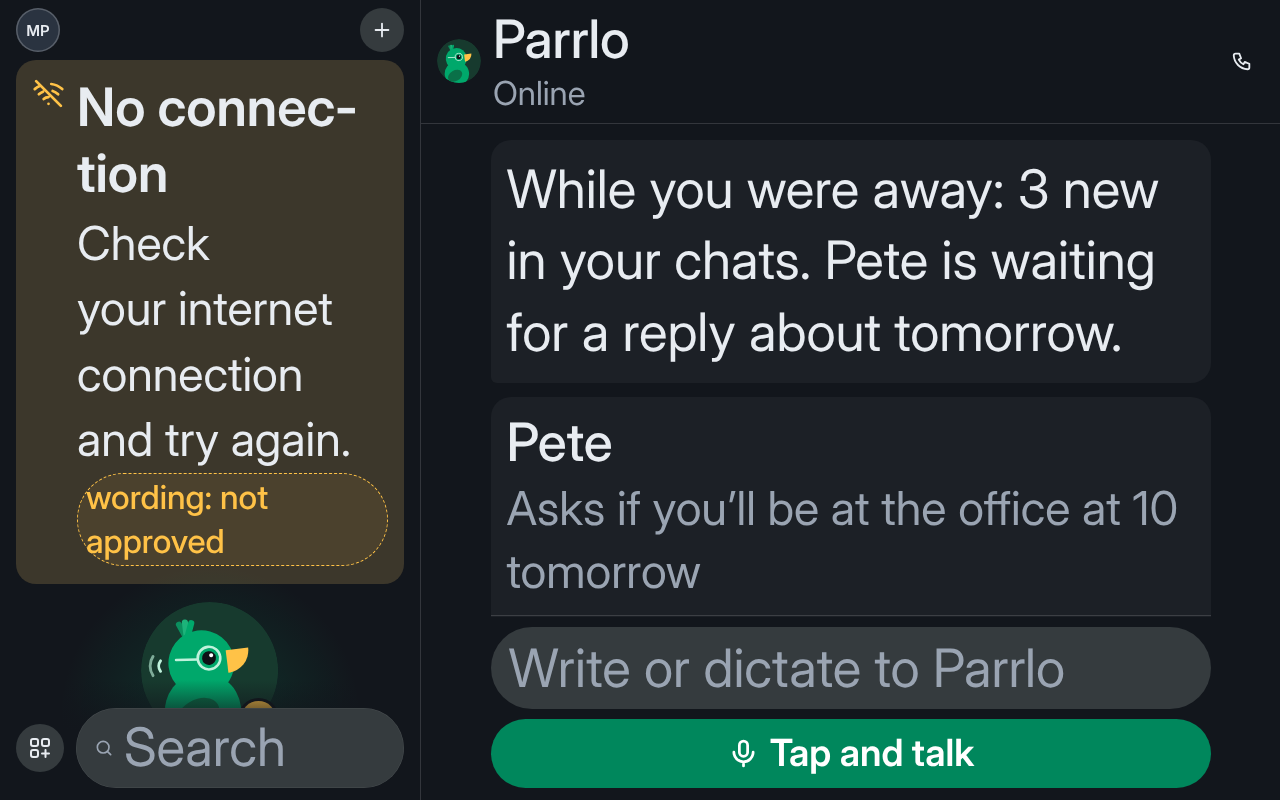 MP
No connec-
tion
Check
your internet
connection
and try again.
wording: not
approved
Search
Parrlo
Online
While you were away: 3 new
in your chats. Pete is waiting
for a reply about tomorrow.
Pete
Asks if you’ll be at the office at 10
tomorrow
Write or dictate to Parrlo
Tap and talk